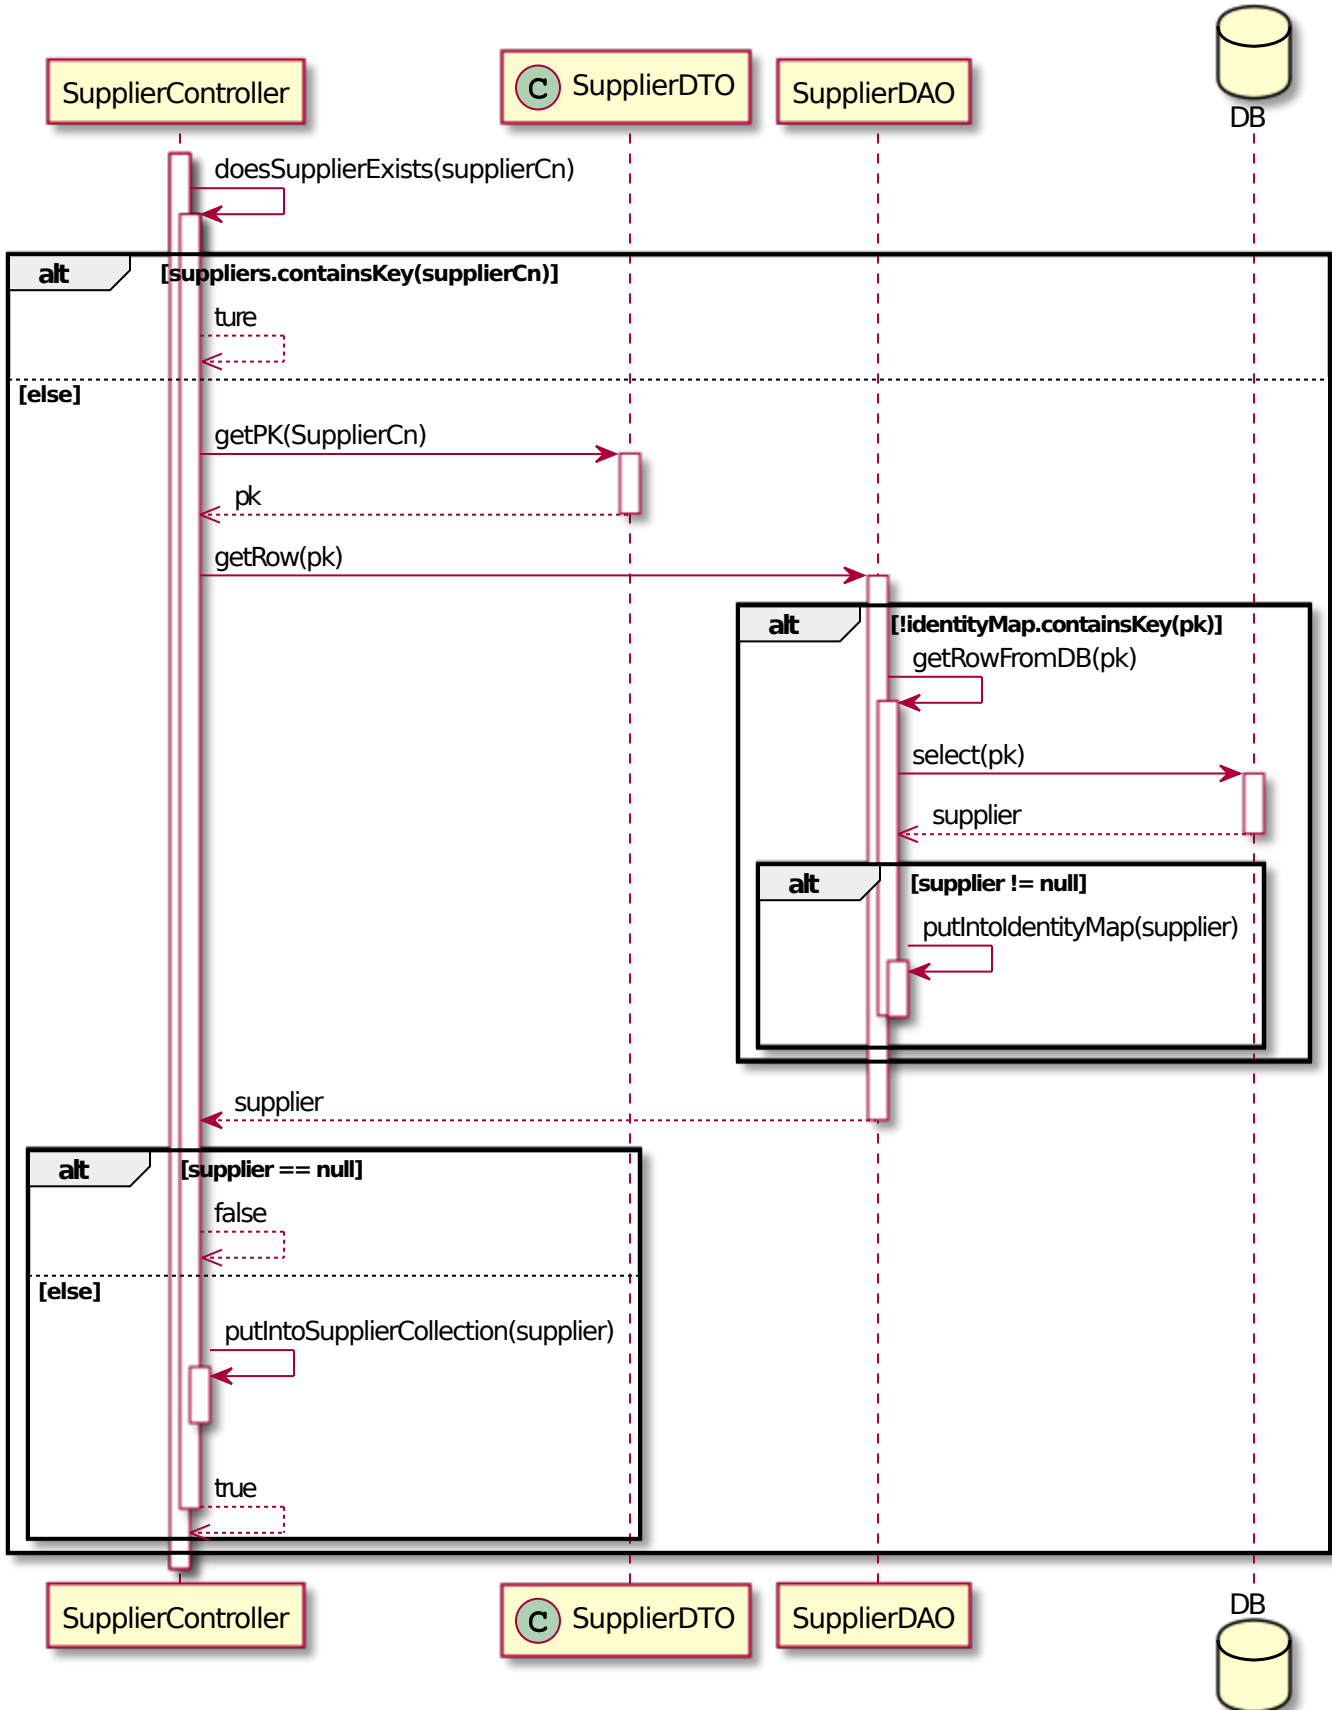 DB
SupplierController
C SupplierDTO
SupplierDAO
doesSupplierExists(supplierCn)
alt [suppliers.containsKey(supplierCn)]
ture
[else]
getPK(SupplierCn)
pk
getRow(pk)
alt [!identityMap.containsKey(pk)]
getRowFromDB(pk)
select(pk)
supplier
alt [supplier != null]
putIntoIdentityMap(supplier)
supplier
alt [supplier == null]
false
[else]
putIntoSupplierCollection(supplier)
true
SupplierController
C SupplierDTO
SupplierDAO
DB